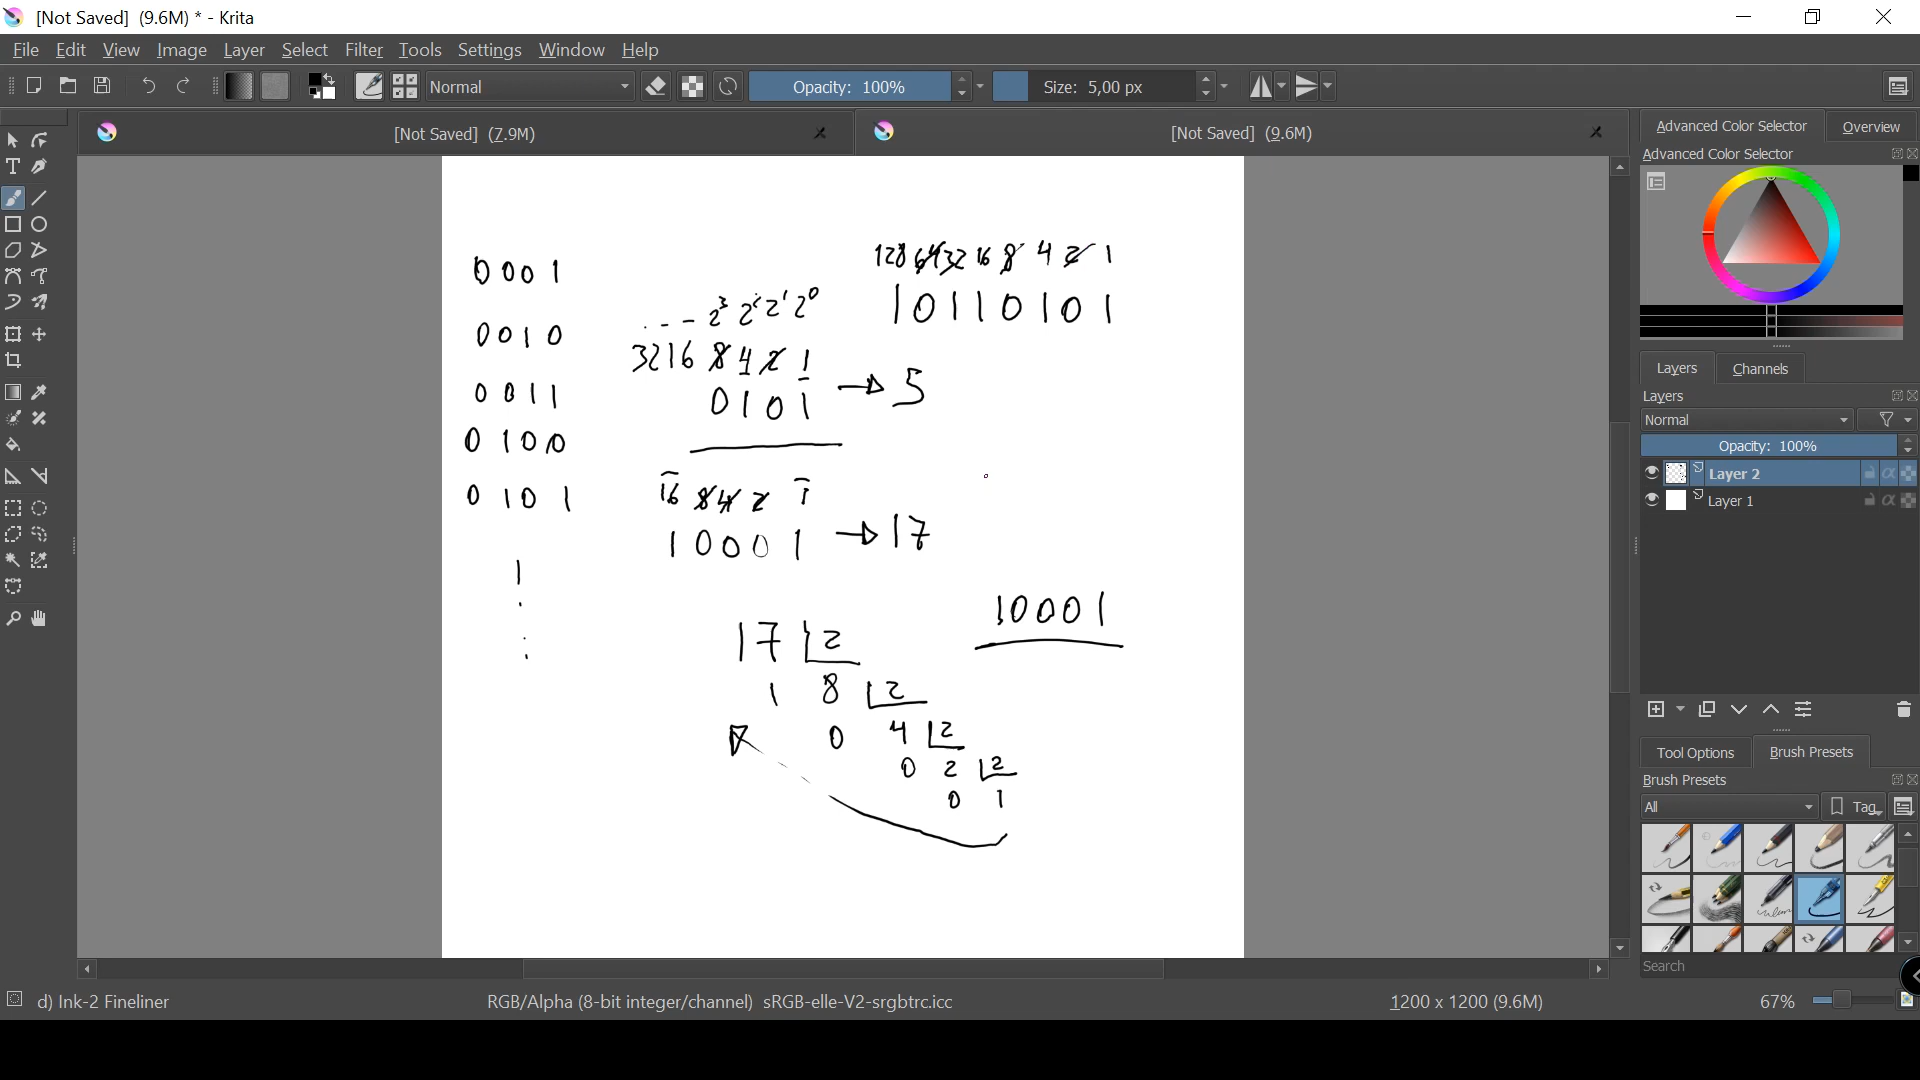 [Not Saved] (9.6M) * - Krita
File Edit View Image Layer Select Filter Tools Settings Window Help
Normal Opacity: 100% Size: 5,00 px
[Not Saved] (7.9M) [Not Saved] (9.6M)
Advanced Color Selector Overview
Advanced Color Selector
0001
0010
0011
0100
0101
2³ 2² 2¹ 2⁰
32 16 8 4 2 1
0101 → 5
16 8 4 2 1
10001 → 17
128 64 32 16 8 4 2 1
10110101
17 2
1 8 2
0 4 2
0 2 2
0 1
10001
Layers Channels
Layers
Normal
Opacity: 100%
Layer 2
Layer 1
Tool Options Brush Presets
Brush Presets
All Tag
Search
d) Ink-2 Fineliner RGB/Alpha (8-bit integer/channel) sRGB-elle-V2-srgbtrc.icc 1200 x 1200 (9.6M) 67%